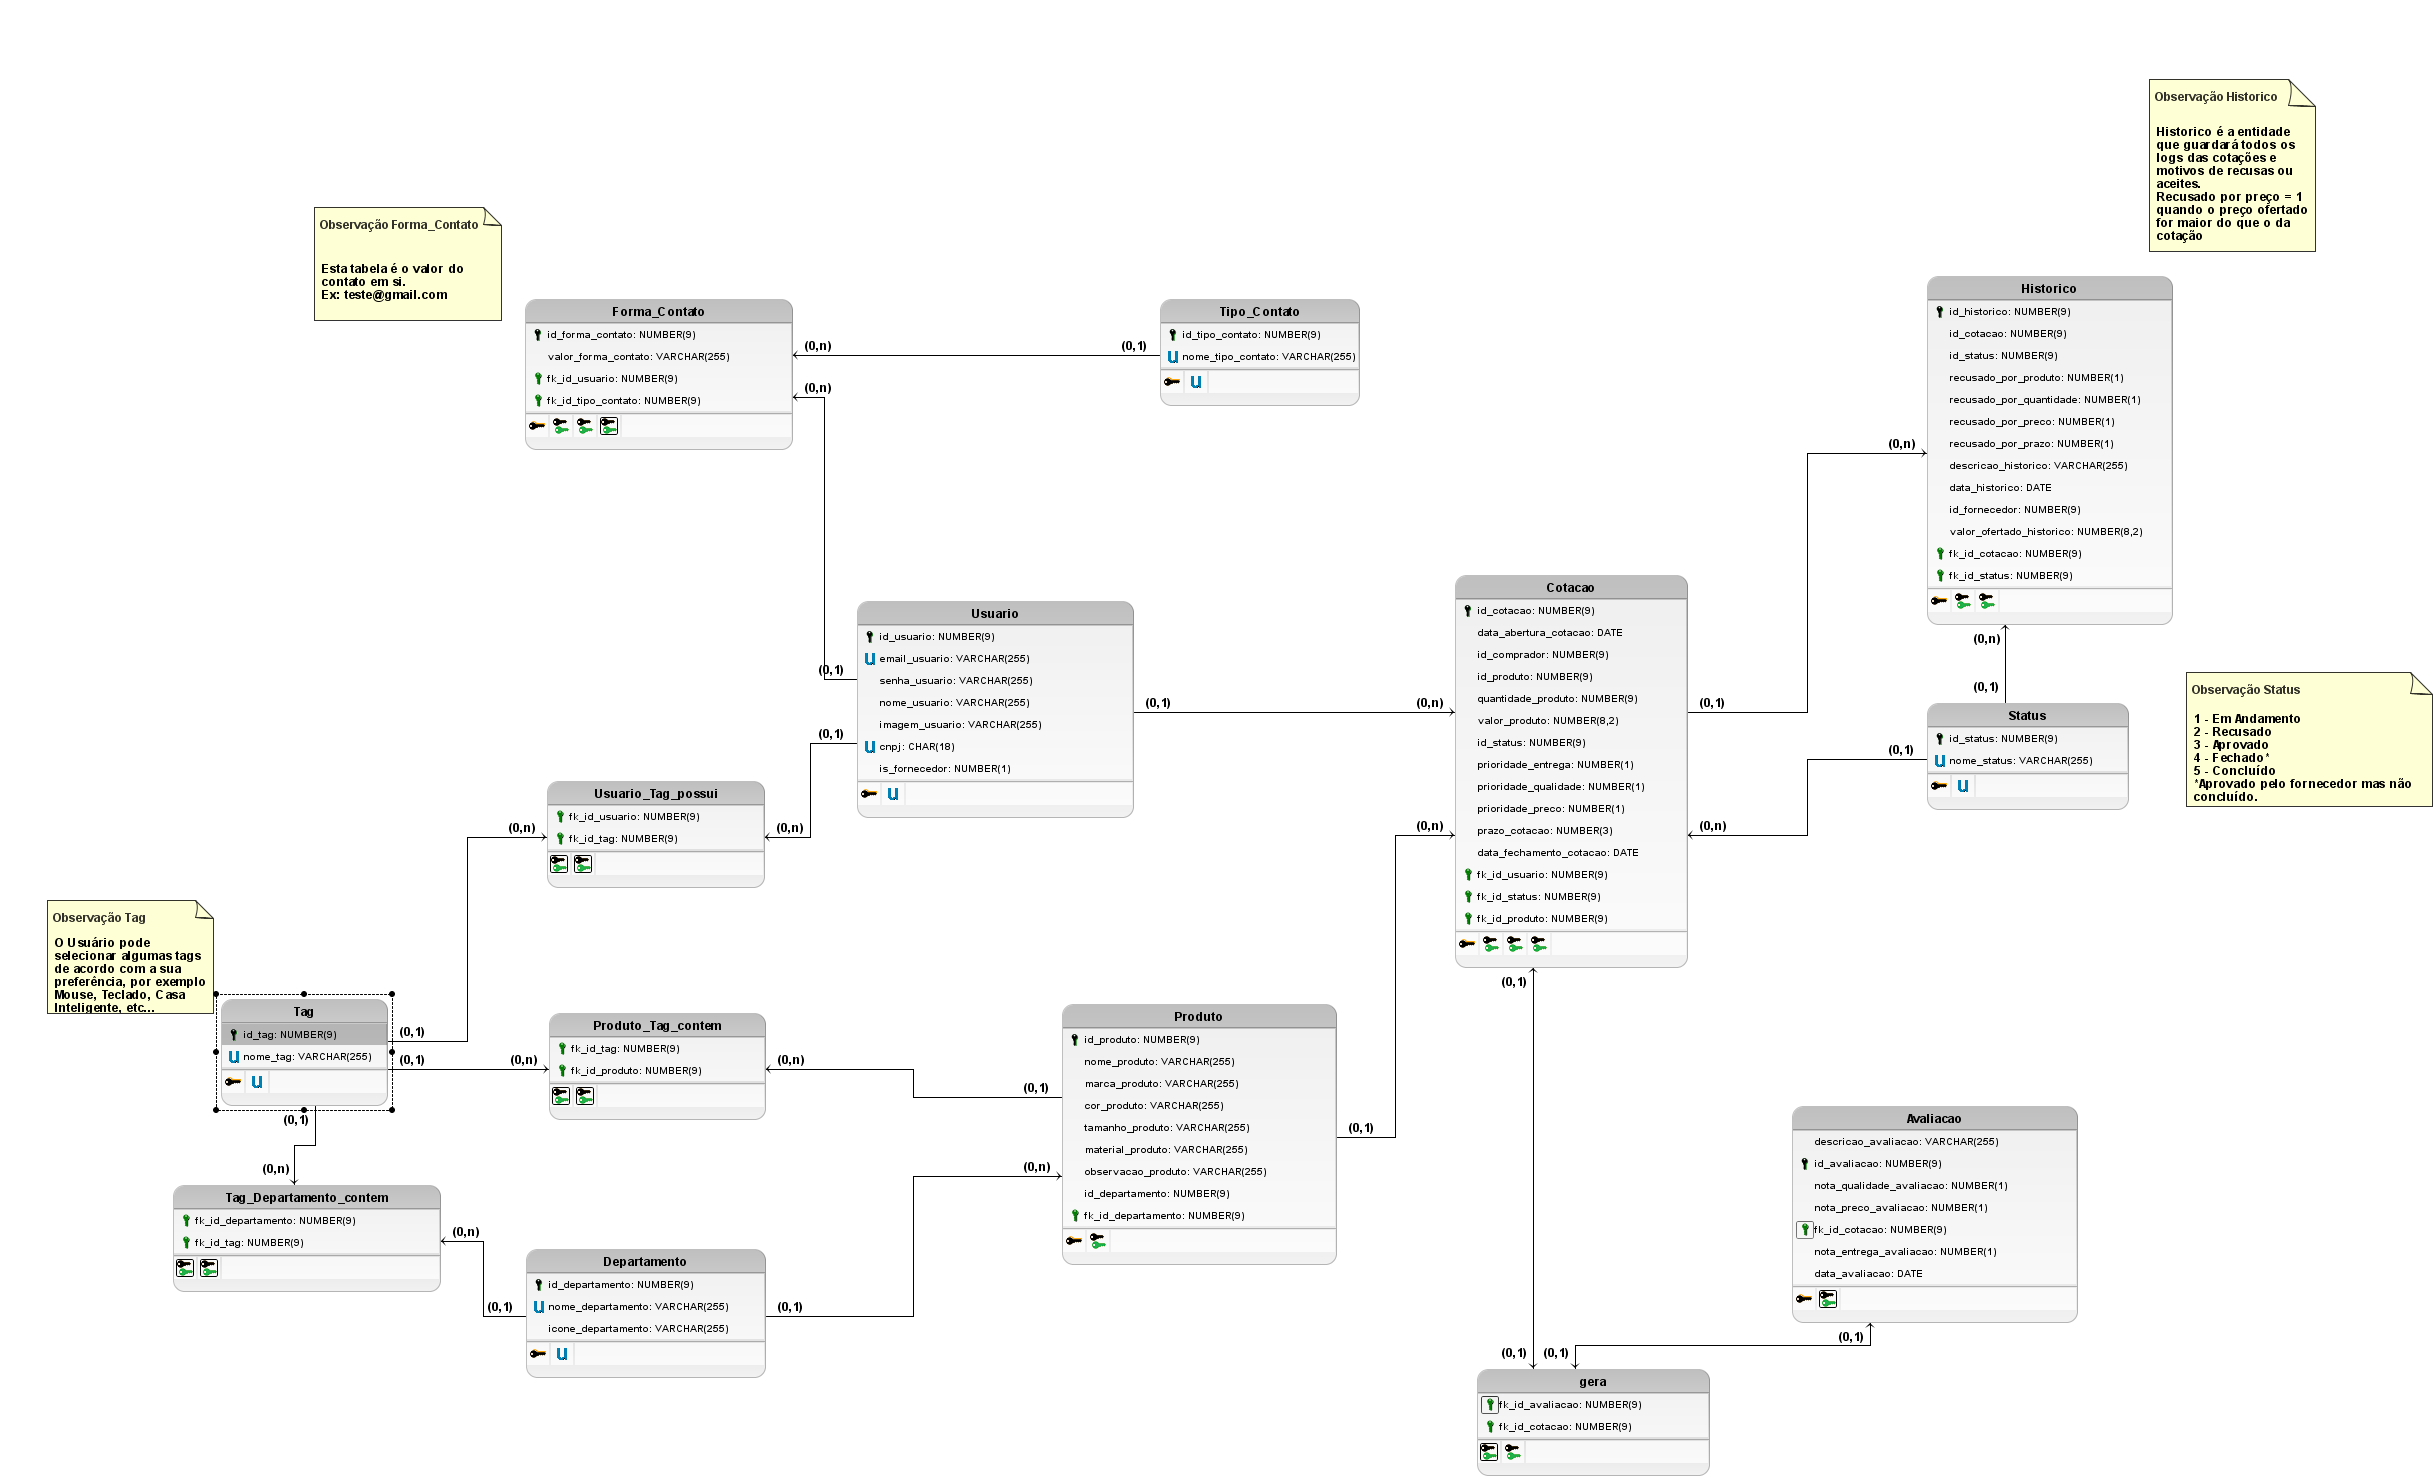 Observação Historico
Historico é a entidade
que guardará todos os
logs das cotações e
motivos de recusas ou
aceites.
Recusado por preço = 1
quando o preço ofertado
for maior do que o da
cotação
Observação Forma_Contato
Esta tabela é o valor do
contato em si.
Ex: teste@gmail.com
Forma_Contato
id_forma_contato: NUMBER(9)
valor_forma_contato: VARCHAR(255)
fk_id_usuario: NUMBER(9)
fk_id_tipo_contato: NUMBER(9)
(0,n)
(0,1)
(0,n)
Tipo_Contato
id_tipo_contato: NUMBER(9)
U nome_tipo_contato: VARCHAR(255)
U
Historico
id_historico: NUMBER(9)
id_cotacao: NUMBER(9)
id_status: NUMBER(9)
recusado_por_produto: NUMBER(1)
recusado_por_quantidade: NUMBER(1)
recusado_por_preco: NUMBER(1)
recusado_por_prazo: NUMBER(1)
descricao_historico: VARCHAR(255)
data_historico: DATE
id_fornecedor: NUMBER(9)
valor_ofertado_historico: NUMBER(8,2)
fk_id_cotacao: NUMBER(9)
fk_id_status: NUMBER(9)
(0,n)
(0,n)
(0,1)
Usuario
id_usuario: NUMBER(9)
U email_usuario: VARCHAR(255)
senha_usuario: VARCHAR(255)
nome_usuario: VARCHAR(255)
imagem_usuario: VARCHAR(255)
U cnpj: CHAR(18)
is_fornecedor: NUMBER(1)
U
(0,1)
(0,1)
(0,1)
(0,n)
Cotacao
id_cotacao: NUMBER(9)
data_abertura_cotacao: DATE
id_comprador: NUMBER(9)
id_produto: NUMBER(9)
quantidade_produto: NUMBER(9)
valor_produto: NUMBER(8,2)
id_status: NUMBER(9)
prioridade_entrega: NUMBER(1)
prioridade_qualidade: NUMBER(1)
prioridade_preco: NUMBER(1)
prazo_cotacao: NUMBER(3)
data_fechamento_cotacao: DATE
fk_id_usuario: NUMBER(9)
fk_id_status: NUMBER(9)
fk_id_produto: NUMBER(9)
(0,1)
(0,1)
(0,n)
(0,n)
(0,1)
Status
id_status: NUMBER(9)
U nome_status: VARCHAR(255)
U
Observação Status
1 - Em Andamento
2 - Recusado
3 - Aprovado
4 - Fechado*
5 - Concluído
*Aprovado pelo fornecedor mas não
concluído.
Usuario_Tag_possui
fk_id_usuario: NUMBER(9)
fk_id_tag: NUMBER(9)
(0,n)
(0,n)
Observação Tag
O Usuário pode
selecionar algumas tags
de acordo com a sua
preferência, por exemplo
Mouse, Teclado, Casa
Inteligente, etc...
Tag
id_tag: NUMBER(9)
U nome_tag: VARCHAR(255)
U
(0,1)
(0,1)
(0,1)
(0,n)
Produto_Tag_contem
fk_id_tag: NUMBER(9)
fk_id_produto: NUMBER(9)
(0,n)
(0,n)
Produto
id_produto: NUMBER(9)
nome_produto: VARCHAR(255)
marca_produto: VARCHAR(255)
cor_produto: VARCHAR(255)
tamanho_produto: VARCHAR(255)
material_produto: VARCHAR(255)
observacao_produto: VARCHAR(255)
id_departamento: NUMBER(9)
fk_id_departamento: NUMBER(9)
(0,1)
(0,n)
(0,1)
Tag_Departamento_contem
fk_id_departamento: NUMBER(9)
fk_id_tag: NUMBER(9)
(0,n)
(0,1)
Departamento
id_departamento: NUMBER(9)
U nome_departamento: VARCHAR(255)
icone_departamento: VARCHAR(255)
U
(0,1)
Avaliacao
descricao_avaliacao: VARCHAR(255)
id_avaliacao: NUMBER(9)
nota_qualidade_avaliacao: NUMBER(1)
nota_preco_avaliacao: NUMBER(1)
fk_id_cotacao: NUMBER(9)
nota_entrega_avaliacao: NUMBER(1)
data_avaliacao: DATE
(0,1)
(0,1)
(0,1)
gera
fk_id_avaliacao: NUMBER(9)
fk_id_cotacao: NUMBER(9)